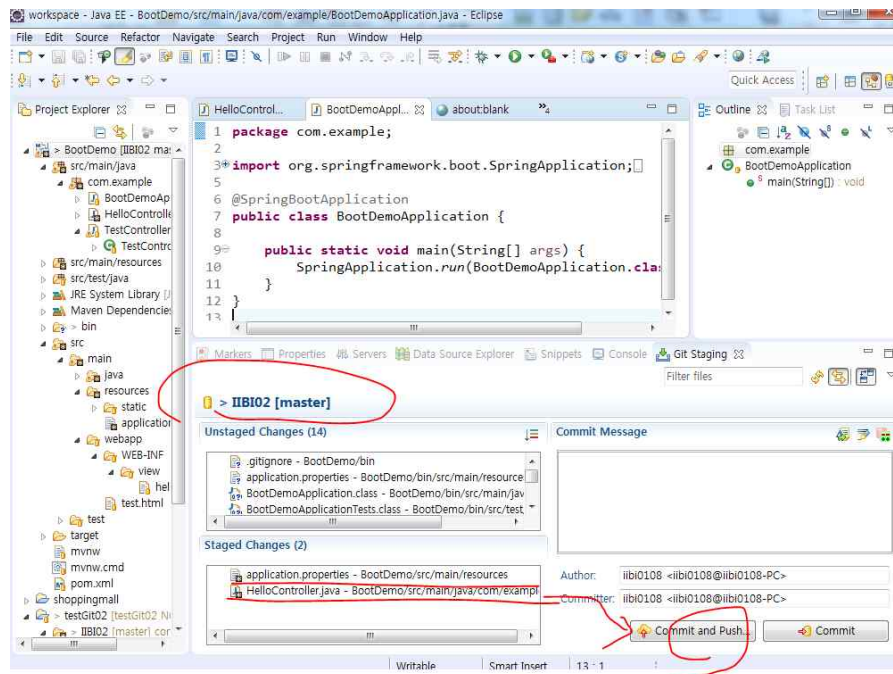 workspace - Java EE - BootDemo/src/main/java/com/example/BootDemoApplication.java - Eclipse
File Edit Source Refactor Navigate Search Project Run Window Help
Quick Access
Project Explorer
> BootDemo [IIBI02 mas
src/main/java
com.example
BootDemoAp
HelloControlle
TestController
TestContro
src/main/resources
src/test/java
JRE System Library [J
Maven Dependencies
> bin
src
main
java
resources
static
application
webapp
WEB-INF
view
hel
test.html
test
target
mvnw
mvnw.cmd
pom.xml
shoppingmall
> testGit02 [testGit02 N
> IIBI02 [master] cor
HelloControl...
BootDemoAppl...
about:blank
»4
1 package com.example;
2
3 import org.springframework.boot.SpringApplication;
5
6 @SpringBootApplication
7 public class BootDemoApplication {
8
9 public static void main(String[] args) {
10 SpringApplication.run(BootDemoApplication.clas
11 }
12 }
13
Outline
Task List
com.example
BootDemoApplication
main(String[]) : void
Markers Properties Servers Data Source Explorer Snippets Console Git Staging
Filter files
> IIBI02 [master]
Unstaged Changes (14)
.gitignore - BootDemo/bin
application.properties - BootDemo/bin/src/main/resource
BootDemoApplication.class - BootDemo/bin/src/main/jav
BootDemoApplicationTests.class - BootDemo/bin/src/test
Staged Changes (2)
application.properties - BootDemo/src/main/resources
HelloController.java - BootDemo/src/main/java/com/exampl
Commit Message
Author: iibi0108 <iibi0108@iibi0108-PC>
Committer: iibi0108 <iibi0108@iibi0108-PC>
Commit and Push...
Commit
Writable
Smart Insert
13 : 1